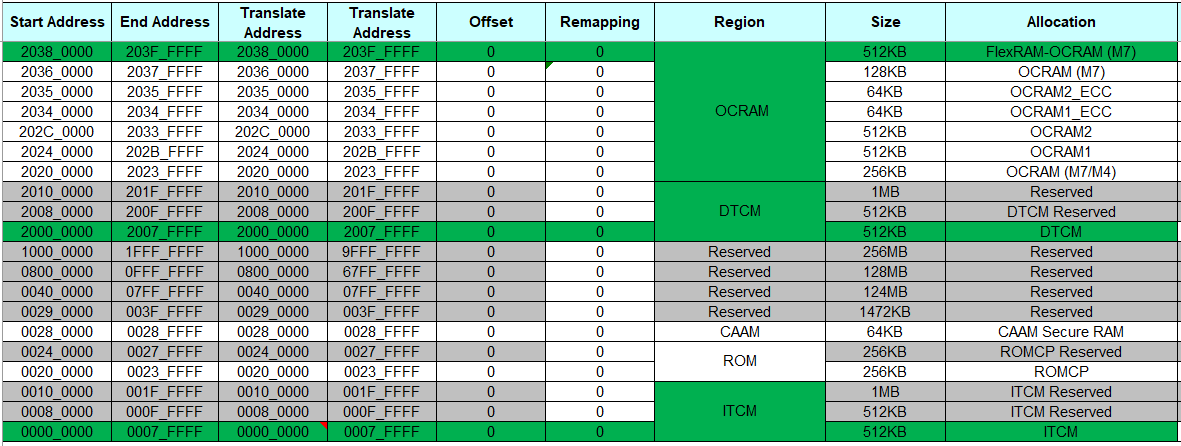 Start Address End Address Translate Address Translate Address Offset Remapping Region Size Allocation
2038_0000 203F_FFFF 2038_0000 203F_FFFF 0 0 OCRAM 512KB FlexRAM-OCRAM (M7)
2036_0000 2037_FFFF 2036_0000 2037_FFFF 0 0 128KB OCRAM (M7)
2035_0000 2035_FFFF 2035_0000 2035_FFFF 0 0 64KB OCRAM2_ECC
2034_0000 2034_FFFF 2034_0000 2034_FFFF 0 0 64KB OCRAM1_ECC
202C_0000 2033_FFFF 202C_0000 2033_FFFF 0 0 512KB OCRAM2
2024_0000 202B_FFFF 2024_0000 202B_FFFF 0 0 512KB OCRAM1
2020_0000 2023_FFFF 2020_0000 2023_FFFF 0 0 256KB OCRAM (M7/M4)
2010_0000 201F_FFFF 2010_0000 201F_FFFF 0 0 DTCM 1MB Reserved
2008_0000 200F_FFFF 2008_0000 200F_FFFF 0 0 512KB DTCM Reserved
2000_0000 2007_FFFF 2000_0000 2007_FFFF 0 0 512KB DTCM
1000_0000 1FFF_FFFF 1000_0000 9FFF_FFFF 0 0 Reserved 256MB Reserved
0800_0000 0FFF_FFFF 0800_0000 67FF_FFFF 0 0 Reserved 128MB Reserved
0040_0000 07FF_FFFF 0040_0000 07FF_FFFF 0 0 Reserved 124MB Reserved
0029_0000 003F_FFFF 0029_0000 003F_FFFF 0 0 Reserved 1472KB Reserved
0028_0000 0028_FFFF 0028_0000 0028_FFFF 0 0 CAAM 64KB CAAM Secure RAM
0024_0000 0027_FFFF 0024_0000 0027_FFFF 0 0 ROM 256KB ROMCP Reserved
0020_0000 0023_FFFF 0020_0000 0023_FFFF 0 0 256KB ROMCP
0010_0000 001F_FFFF 0010_0000 001F_FFFF 0 0 ITCM 1MB ITCM Reserved
0008_0000 000F_FFFF 0008_0000 000F_FFFF 0 0 512KB ITCM Reserved
0000_0000 0007_FFFF 0000_0000 0007_FFFF 0 0 512KB ITCM